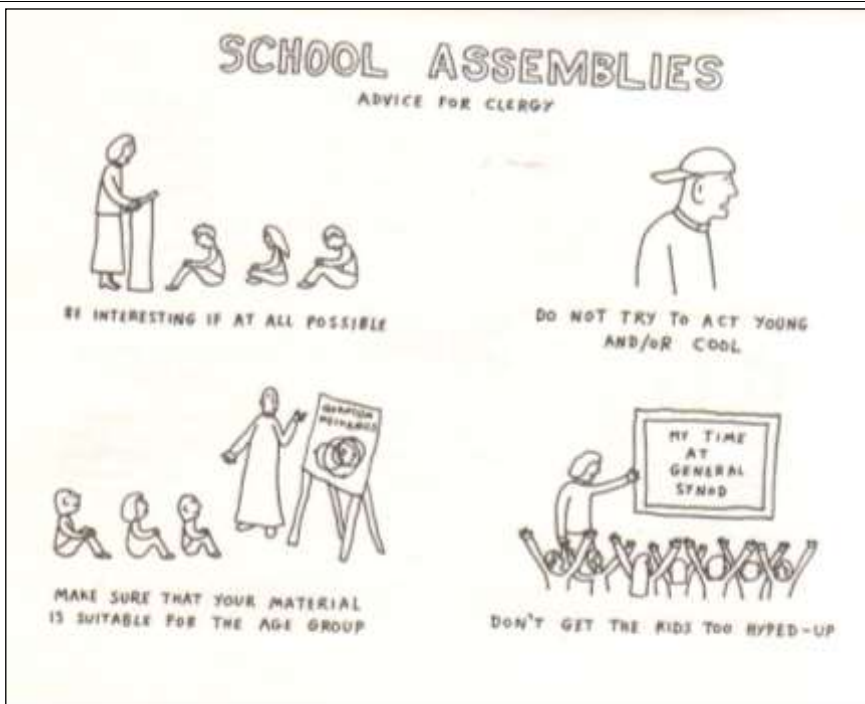 SCHOOL ASSEMBLIES
ADVICE FOR CLERGY
BE INTERESTING IF AT ALL POSSIBLE
DO NOT TRY TO ACT YOUNG
AND/OR COOL
QUANTUM
MECHANICS
MY TIME
AT
GENERAL
SYNOD
MAKE SURE THAT YOUR MATERIAL
IS SUITABLE FOR THE AGE GROUP
DON'T GET THE KIDS TOO HYPED-UP